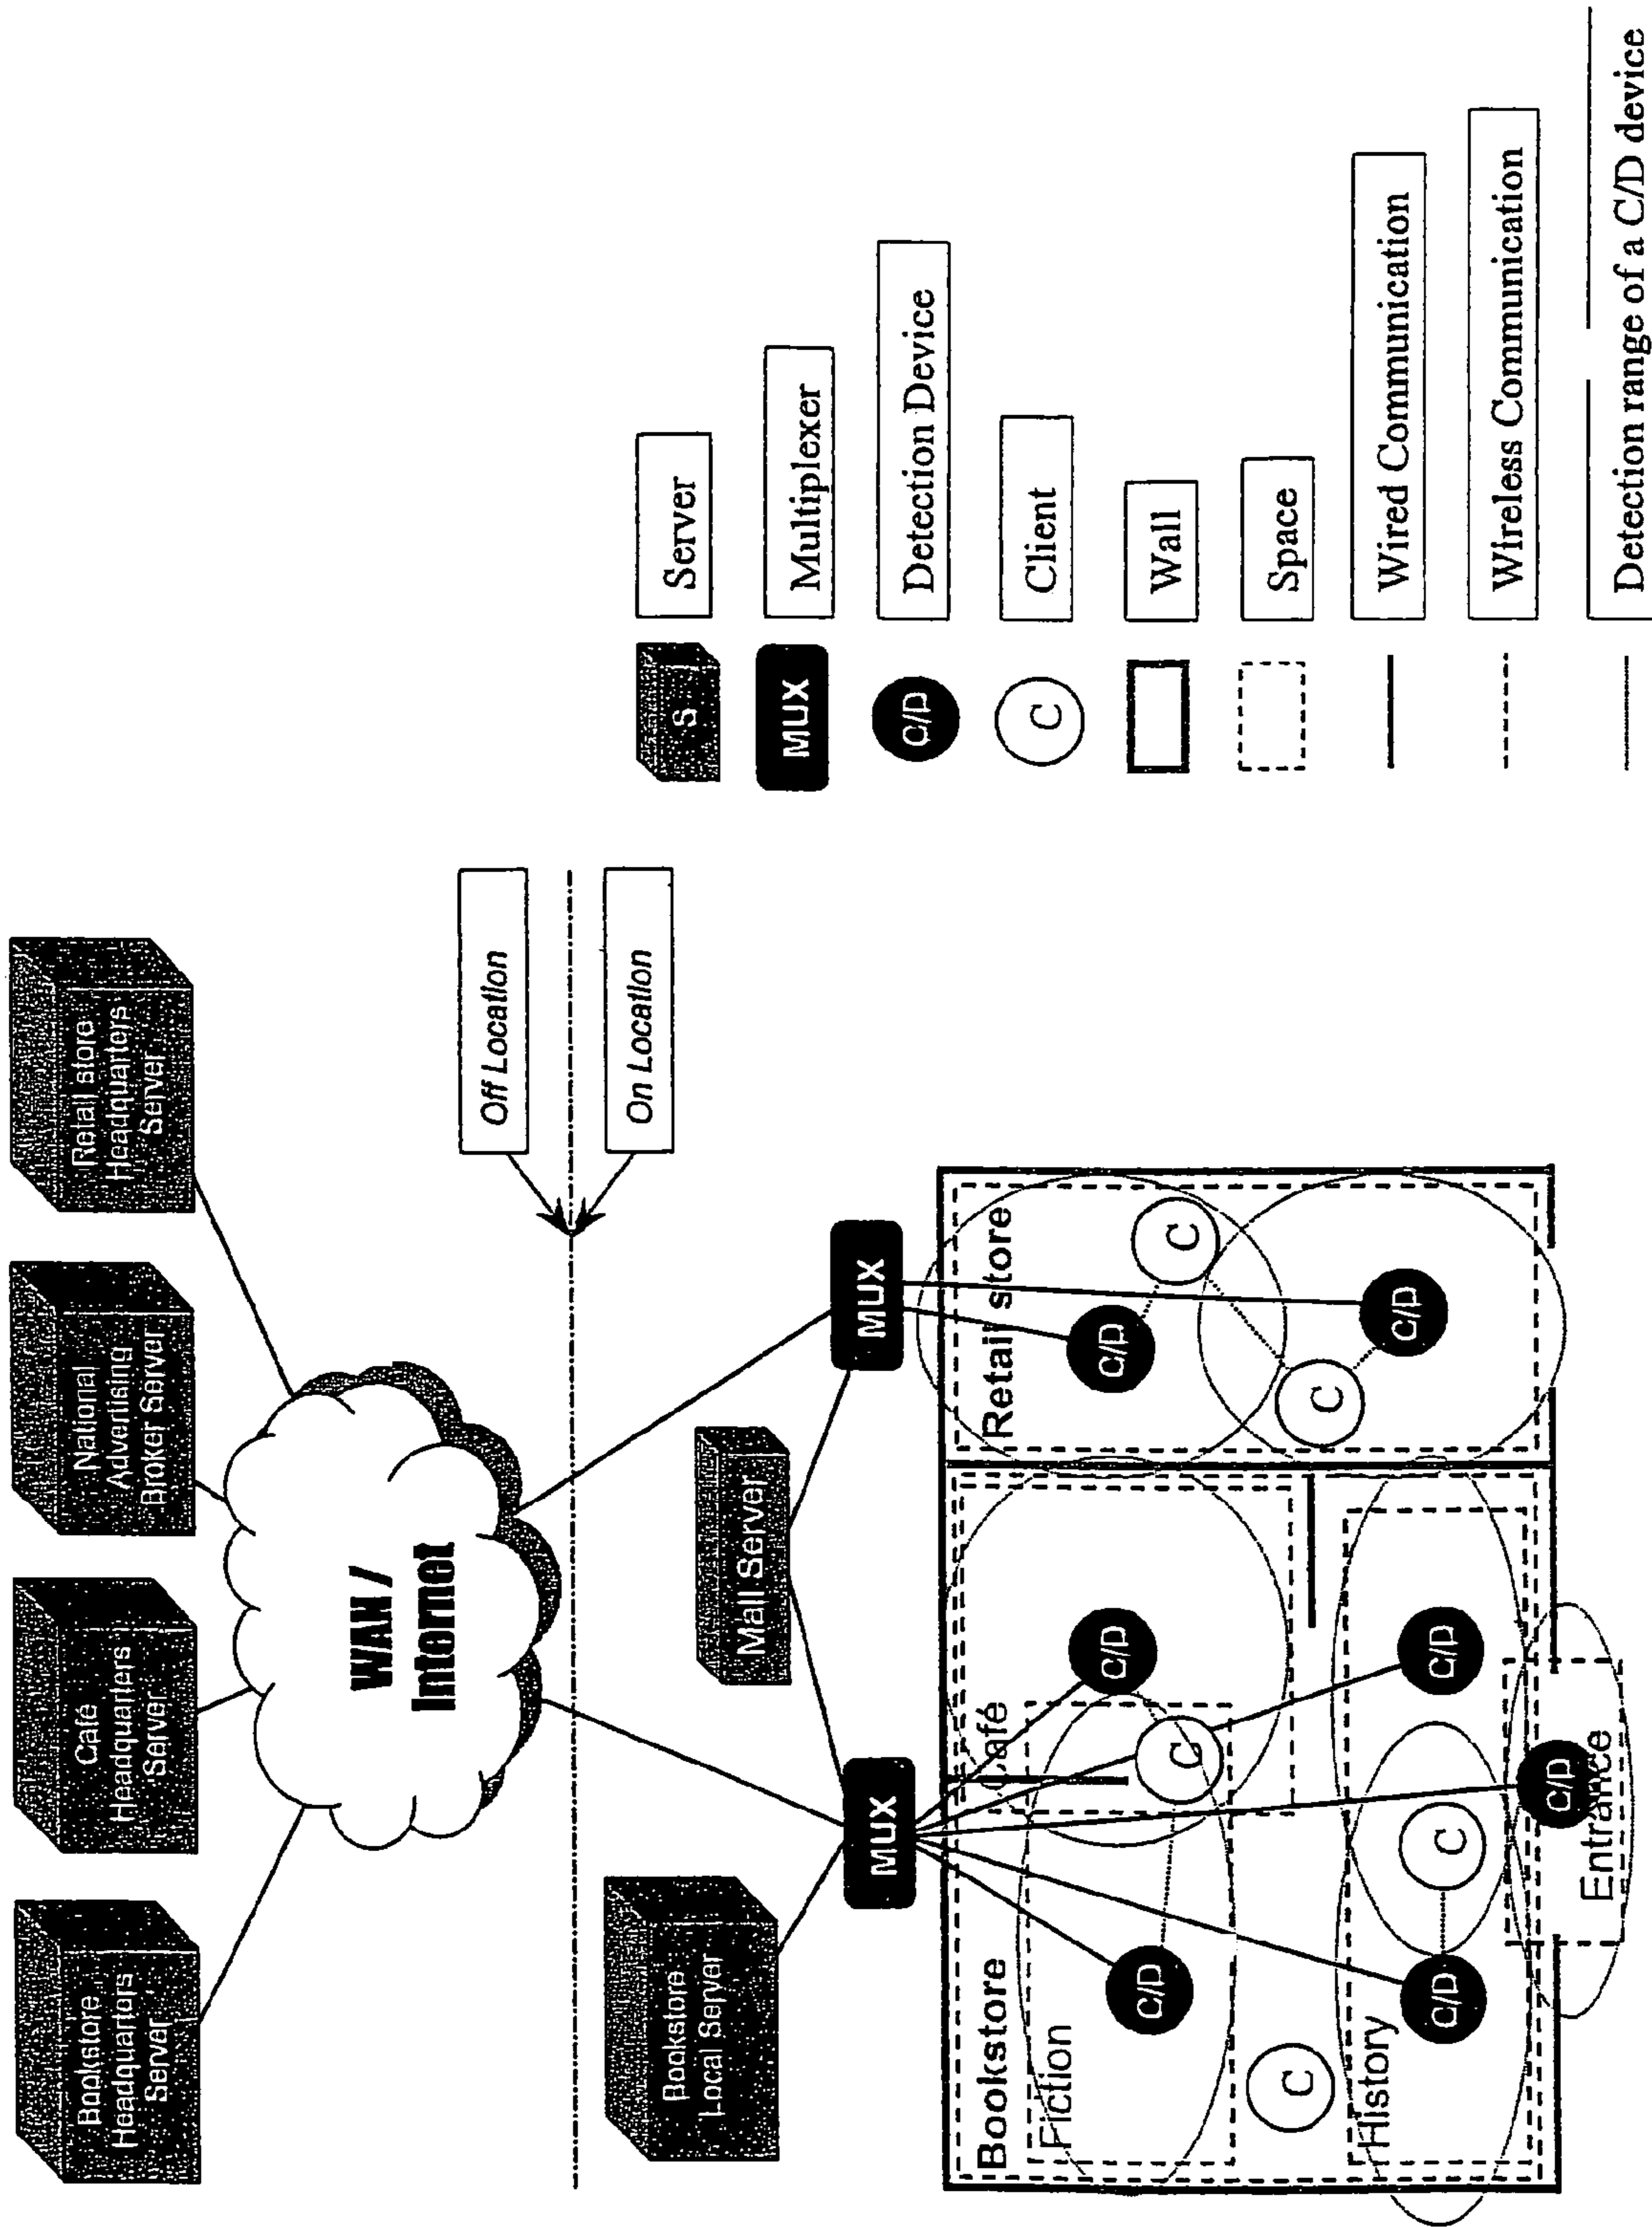 Bookstore
Headquarters
Server
Café
Headquarters
Server
National
Advertising
Broker Server
Retail store
Headquarters
Server
WAN /
Internet
Off Location
On Location
Bookstore
Local Server
Mall Server
MUX
MUX
Bookstore
Fiction
C/D
Café
C/D
C
C
History
C/D
C
C/D
C/D
Entrance
Retail store
C/D
C
C
C/D
S
Server
MUX
Multiplexer
C/D
Detection Device
C
Client
Wall
Space
Wired Communication
Wireless Communication
Detection range of a C/D device